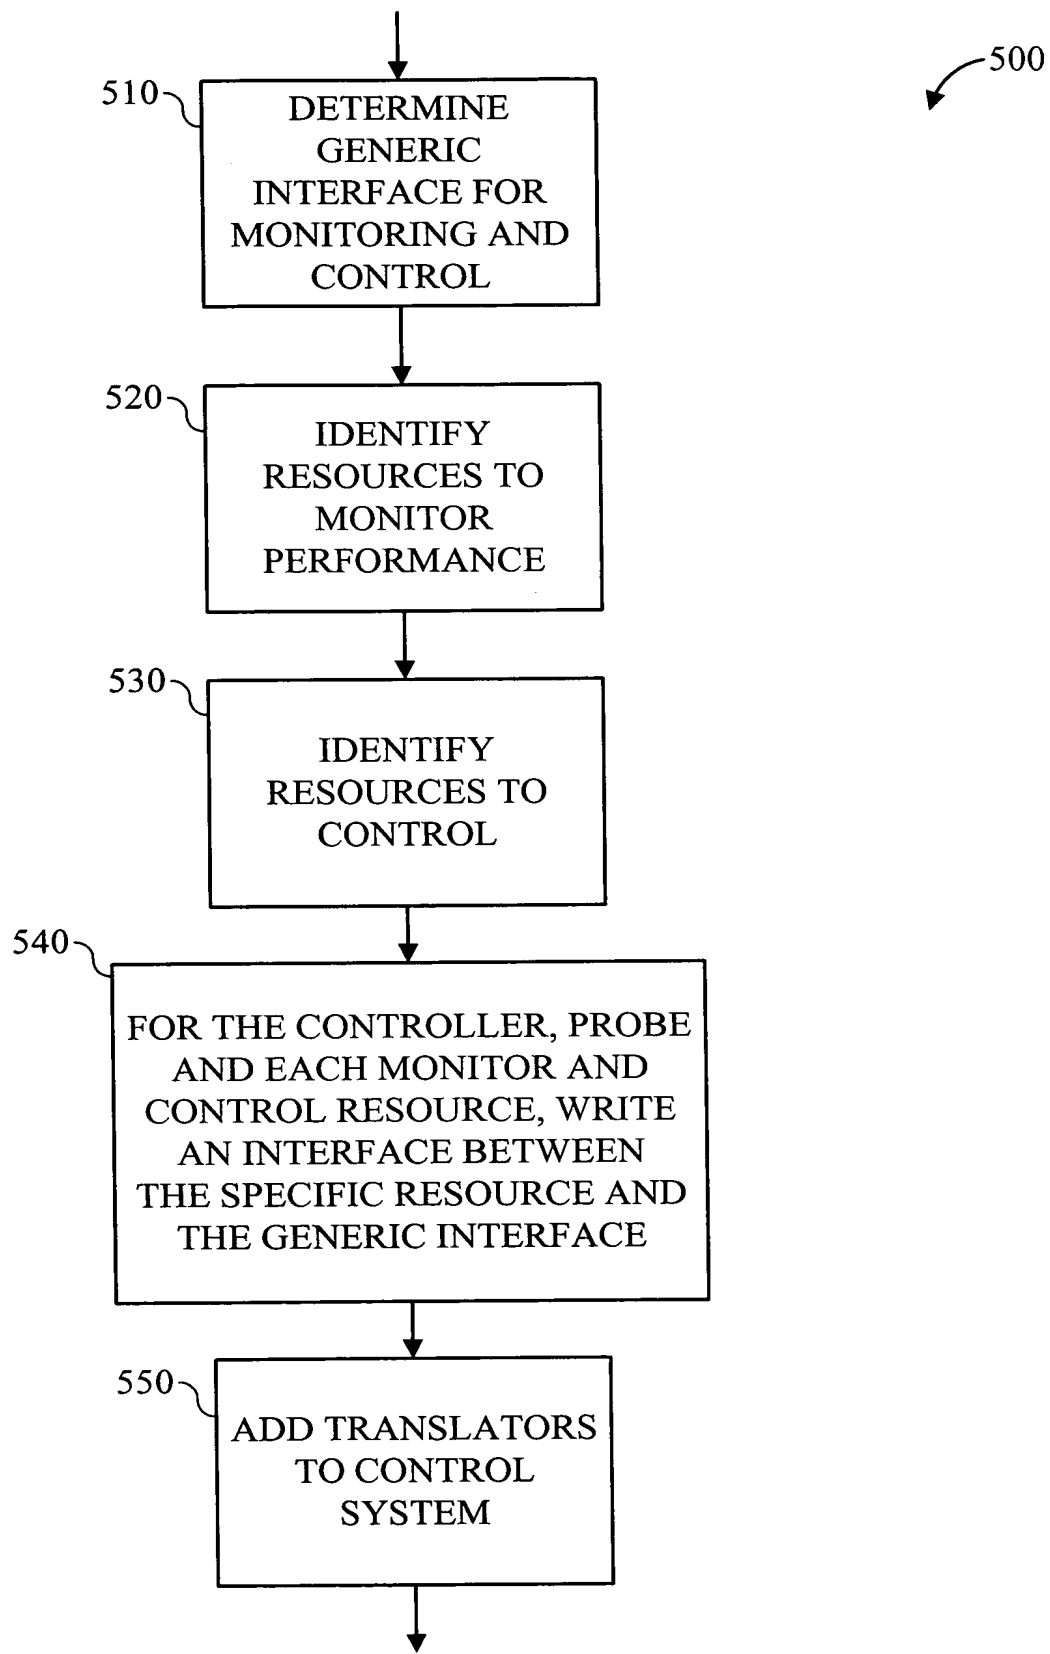 500
510
DETERMINE
GENERIC
INTERFACE FOR
MONITORING AND
CONTROL
520
IDENTIFY
RESOURCES TO
MONITOR
PERFORMANCE
530
IDENTIFY
RESOURCES TO
CONTROL
540
FOR THE CONTROLLER, PROBE
AND EACH MONITOR AND
CONTROL RESOURCE, WRITE
AN INTERFACE BETWEEN
THE SPECIFIC RESOURCE AND
THE GENERIC INTERFACE
550
ADD TRANSLATORS
TO CONTROL
SYSTEM